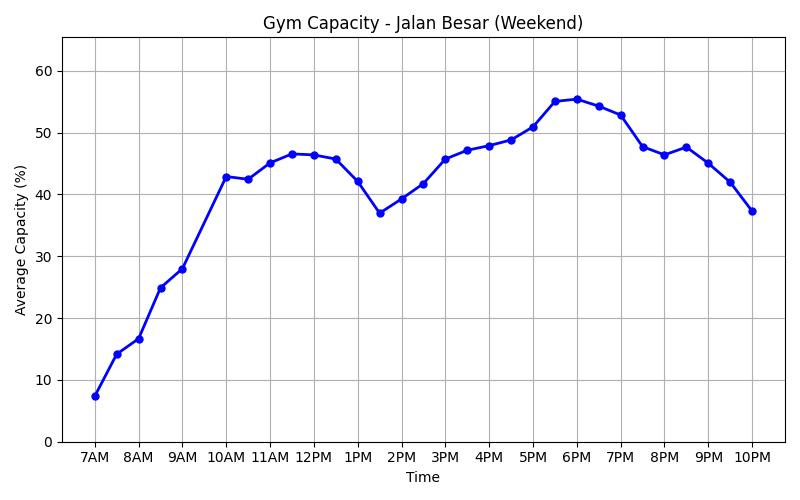 Gym Capacity - Jalan Besar (Weekend)
Average Capacity (%)
60
50
40
30
20
10
0
7AM 8AM 9AM 10AM 11AM 12PM 1PM 2PM 3PM 4PM 5PM 6PM 7PM 8PM 9PM 10PM
Time